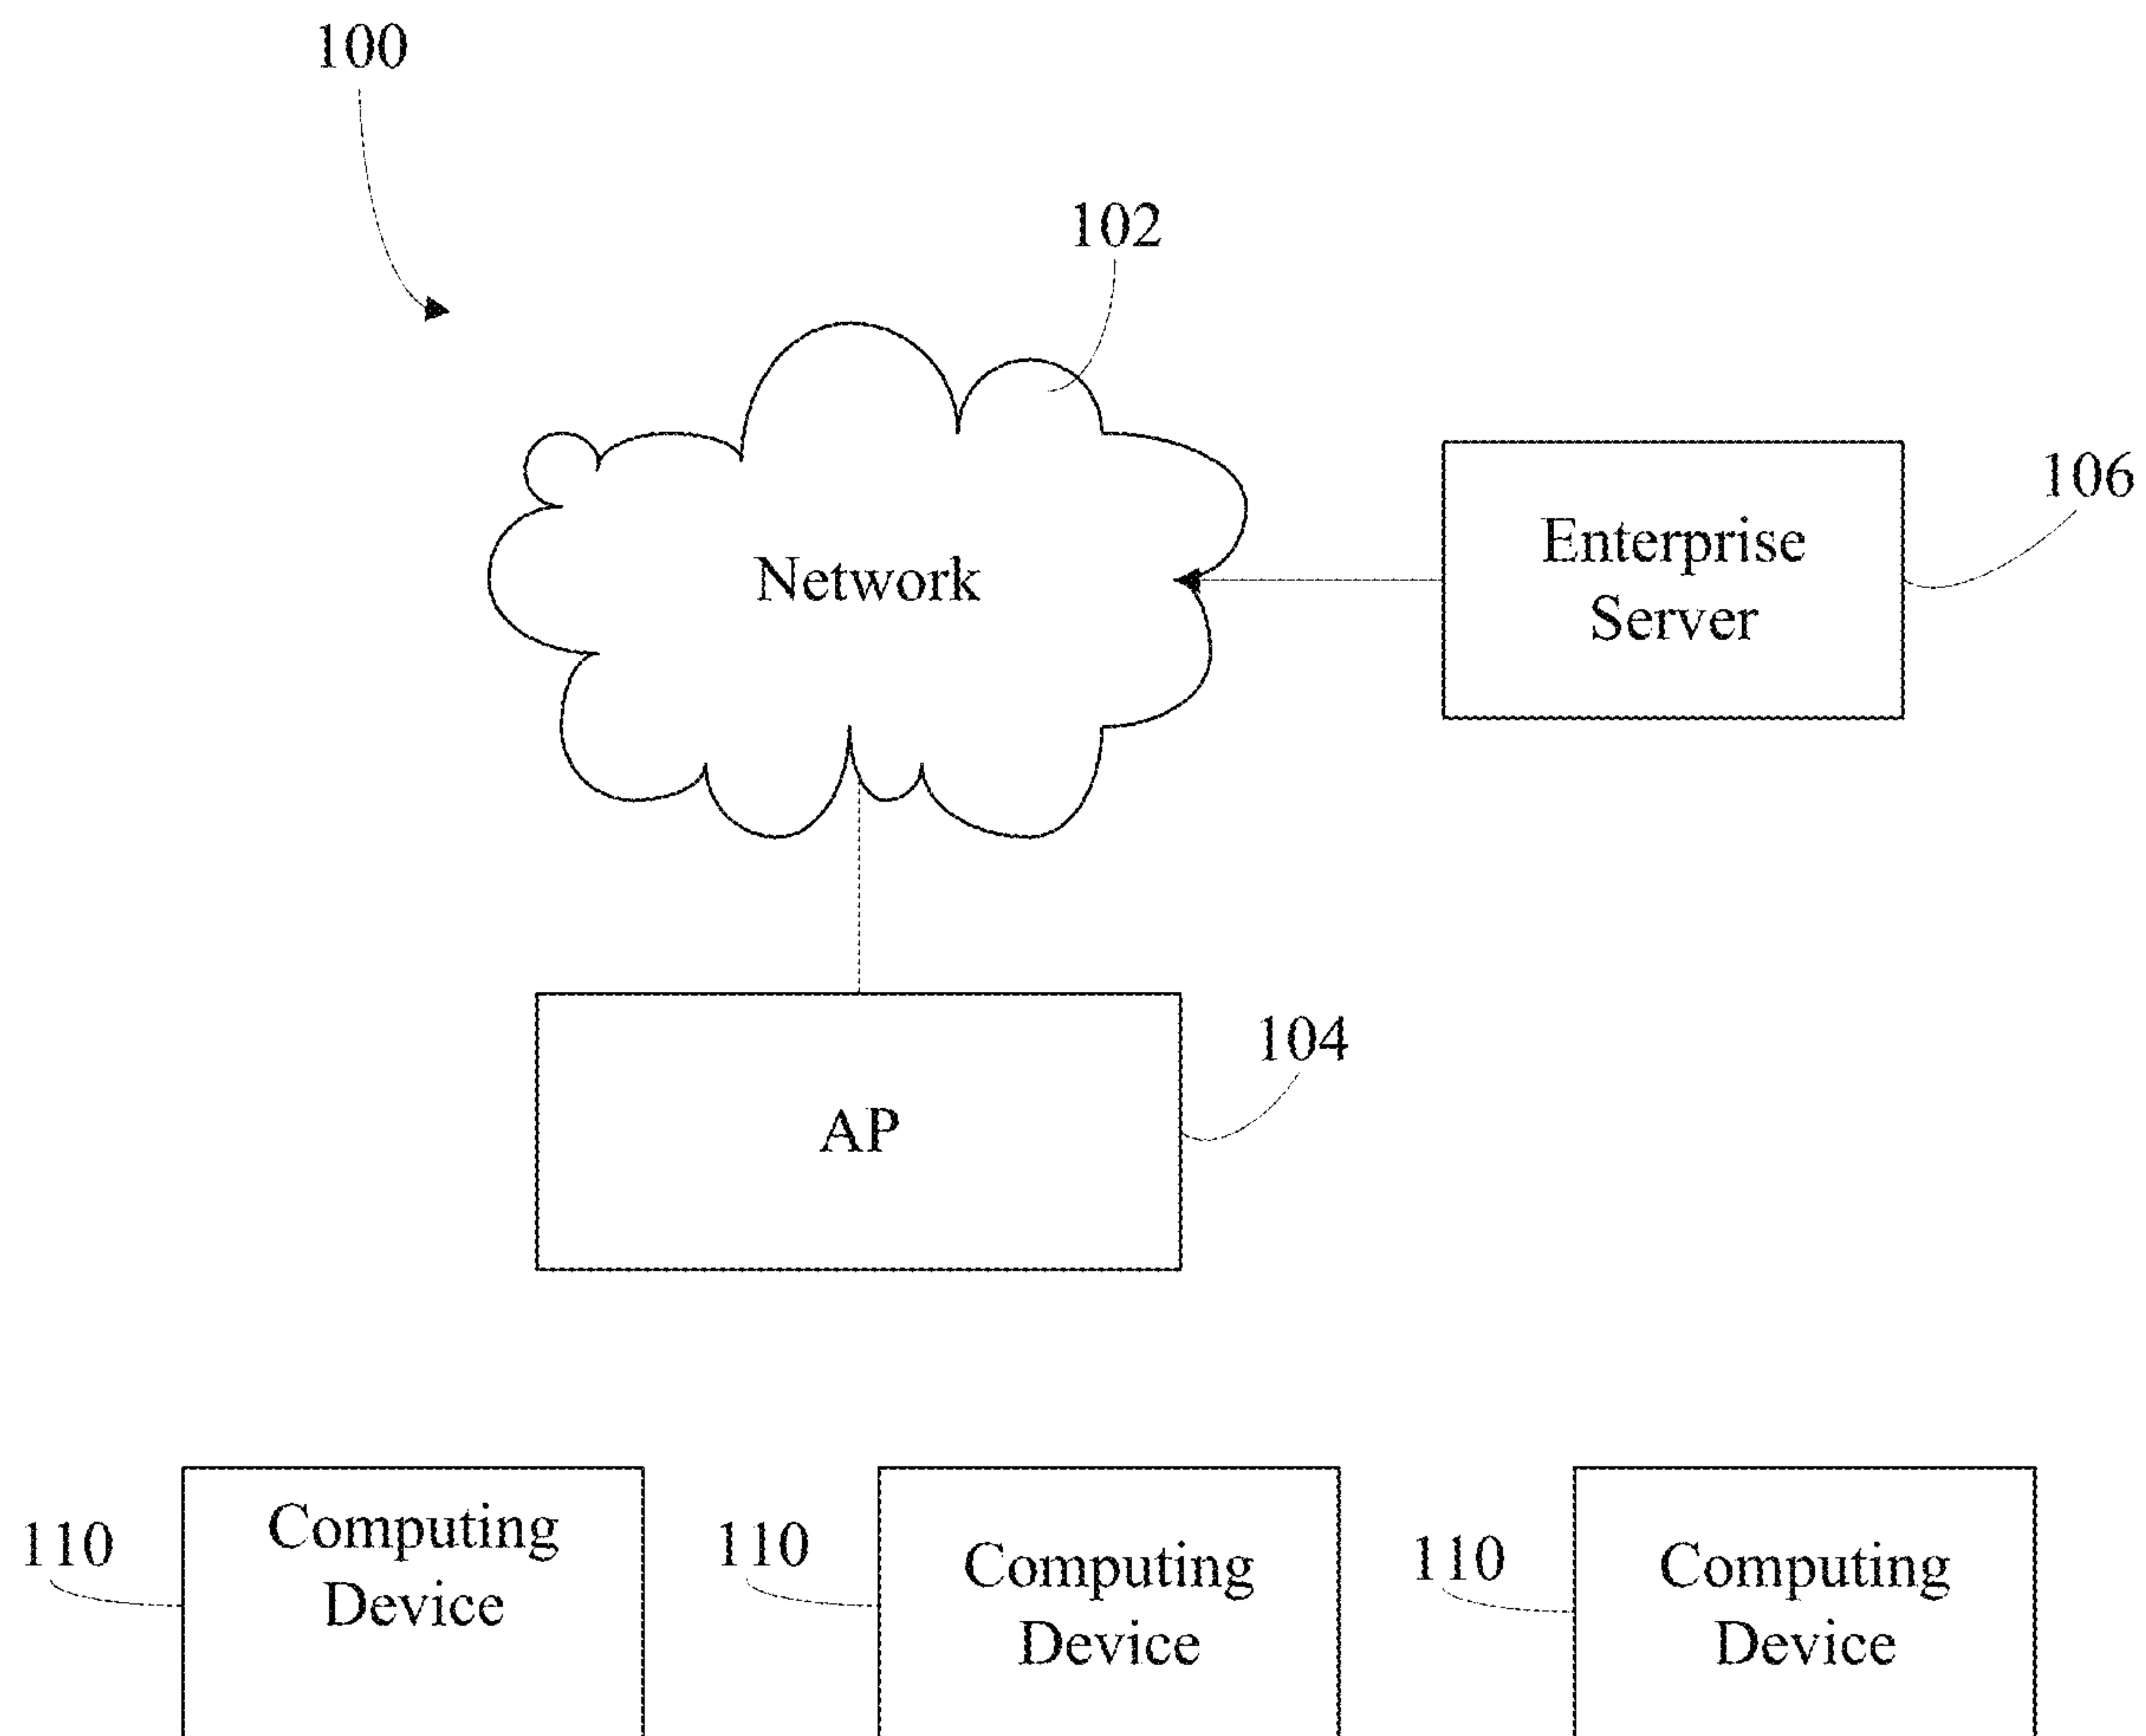 100
102
106
Enterprise
Server
Network
104
AP
110
Computing
Device
110
Computing
Device
110
Computing
Device